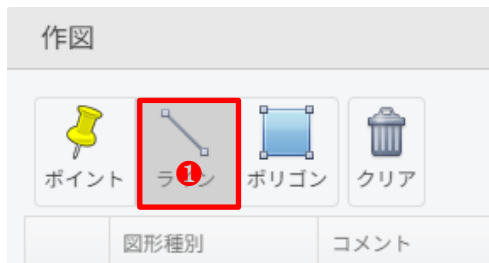 作図
ポイント ライン ポリゴン クリア
❶
図形種別 コメント